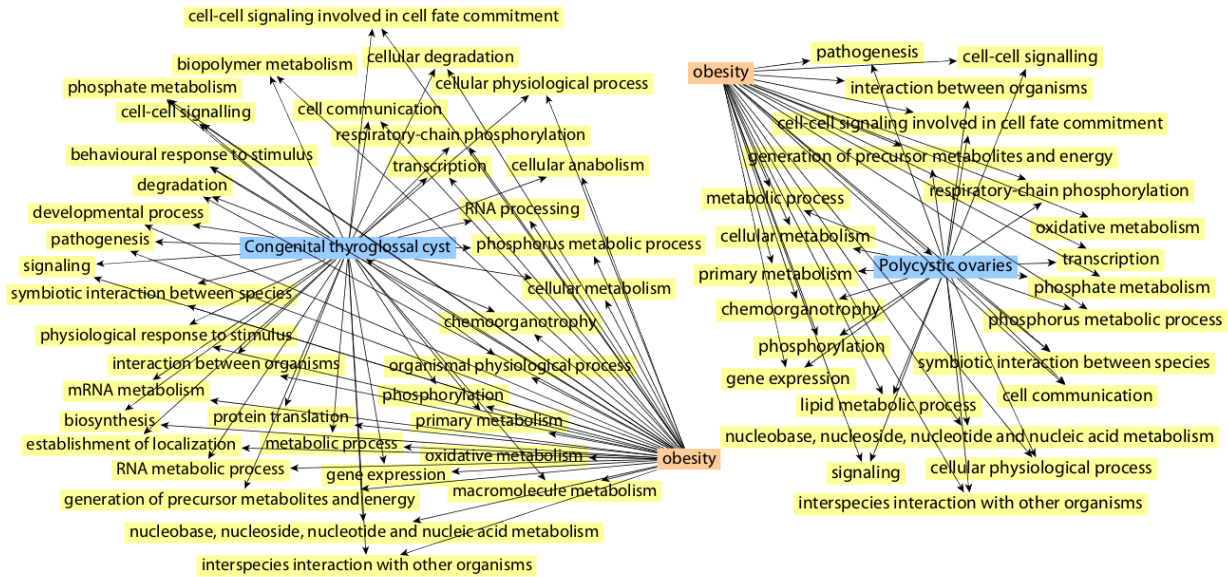 cell-cell signaling involved in cell fate commitment
biopolymer metabolism
cellular degradation
phosphate metabolism
cellular physiological process
cell-cell signalling
cell communication
respiratory-chain phosphorylation
behavioural response to stimulus
transcription
cellular anabolism
degradation
developmental process
RNA processing
pathogenesis
Congenital thyroglossal cyst
phosphorus metabolic process
signaling
cellular metabolism
symbiotic interaction between species
chemoorganotrophy
physiological response to stimulus
interaction between organisms
organismal physiological process
mRNA metabolism
phosphorylation
biosynthesis
protein translation
primary metabolism
establishment of localization
metabolic process
oxidative metabolism
obesity
RNA metabolic process
gene expression
generation of precursor metabolites and energy
macromolecule metabolism
nucleobase, nucleoside, nucleotide and nucleic acid metabolism
interspecies interaction with other organisms
pathogenesis
cell-cell signalling
obesity
interaction between organisms
cell-cell signaling involved in cell fate commitment
generation of precursor metabolites and energy
metabolic process
respiratory-chain phosphorylation
oxidative metabolism
cellular metabolism
transcription
primary metabolism
Polycystic ovaries
phosphate metabolism
chemoorganotrophy
phosphorus metabolic process
phosphorylation
symbiotic interaction between species
gene expression
cell communication
lipid metabolic process
nucleobase, nucleoside, nucleotide and nucleic acid metabolism
signaling
cellular physiological process
interspecies interaction with other organisms